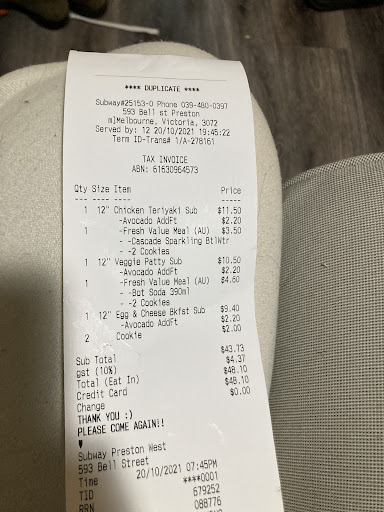 **** DUPLICATE ****
Subway#25153-0 Phone 039-480-0397
593 Bell st Preston
m]Melbourne, Victoria, 3072
Served by: 12 20/10/2021 19:45:22
Term ID-Trans# 1/A-278161
TAX INVOICE
ABN: 61630964573
Qty Size Item Price
1 12" Chicken Teriyaki Sub $11.50
-Avocado AddFt $2.20
1 -Fresh Value Meal (AU) $3.50
- -Cascade Sparkling BtlWtr
- -2 Cookies
1 12" Veggie Patty Sub $10.50
-Avocado AddFt $2.20
1 -Fresh Value Meal (AU) $4.60
- -Bot Soda 390ml
- -2 Cookies
1 12" Egg & Cheese Bkfst Sub $9.40
-Avocado AddFt $2.20
2 Cookie $2.00
Sub Total $43.73
gst (10%) $4.37
Total (Eat In) $48.10
Credit Card $48.10
Change $0.00
THANK YOU :)
PLEASE COME AGAIN!!
♥
Subway Preston West
593 Bell Street
Time 20/10/2021 07:45PM
TID ****0001
679252
RRN 088776